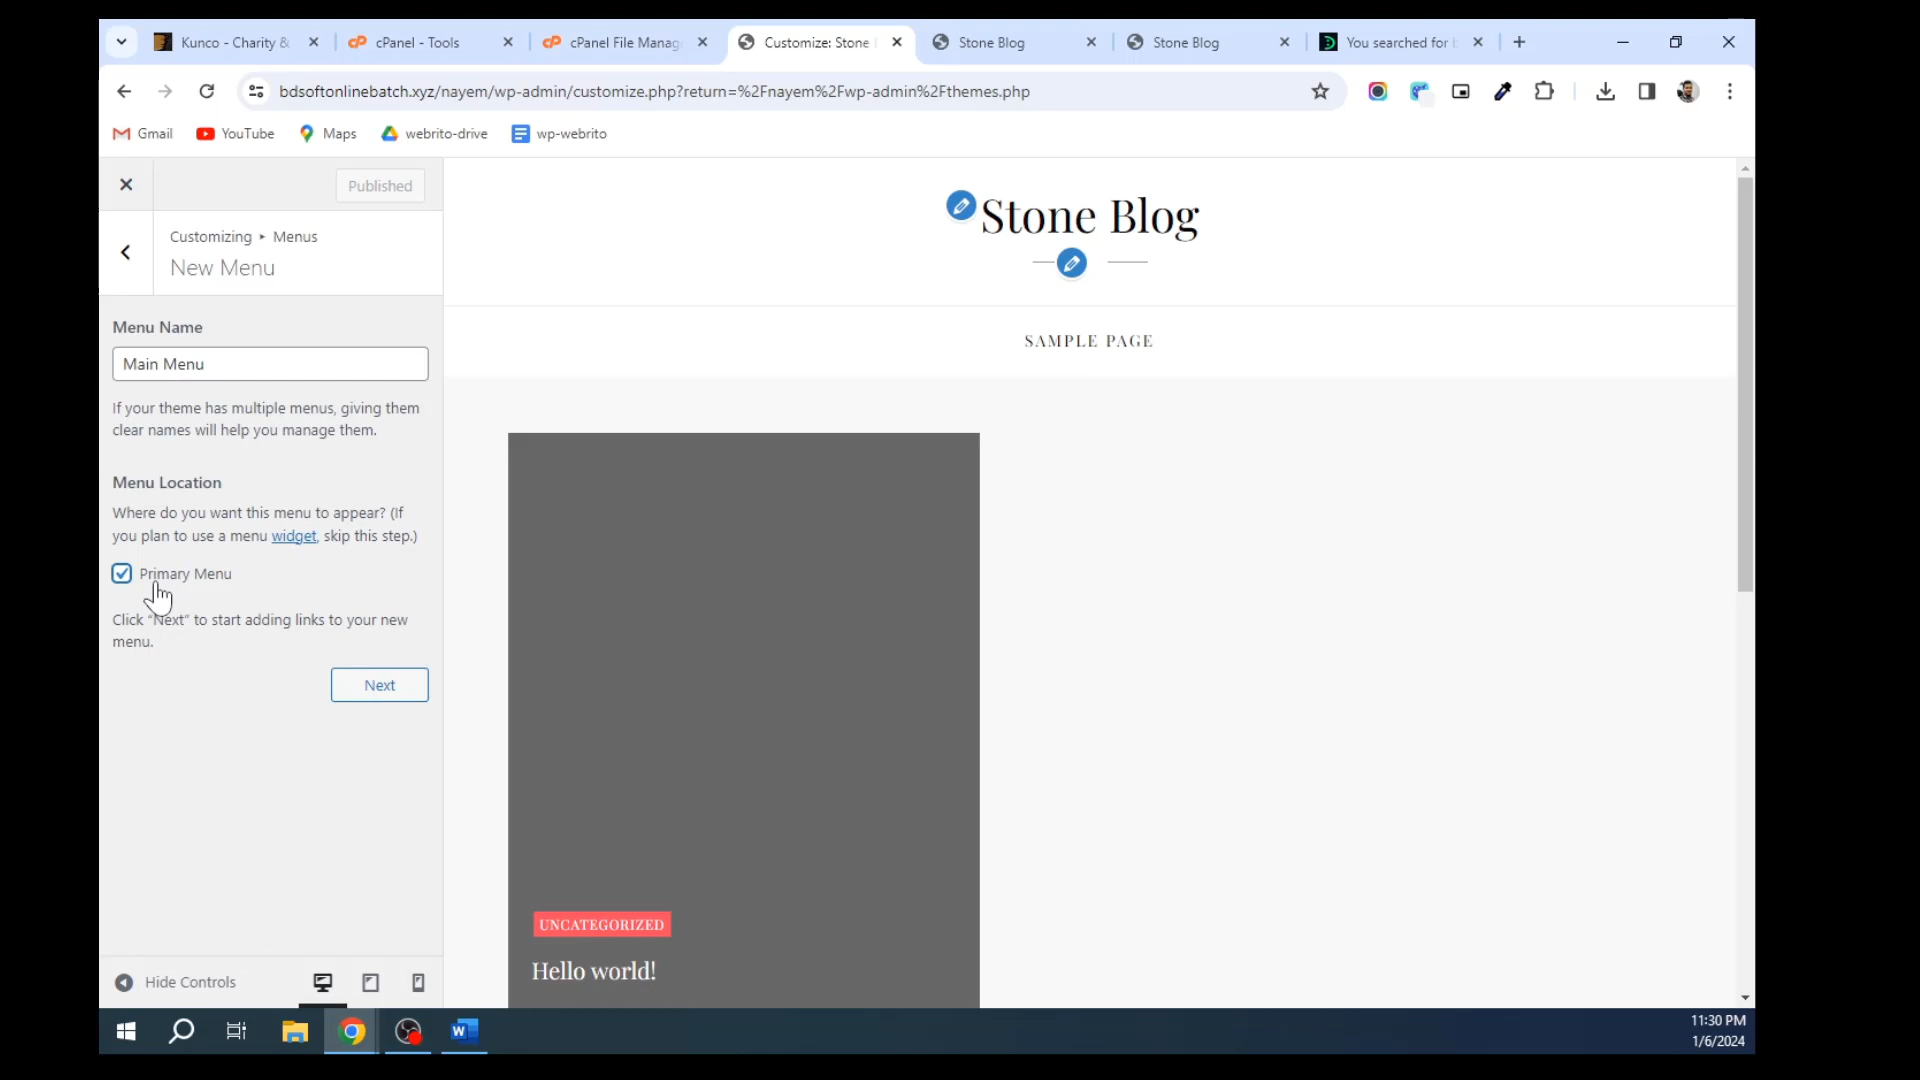 Kunco - Charity &
cPanel - Tools
cPanel File Manag
Customize: Stone
Stone Blog
Stone Blog
You searched for
bdsoftonlinebatch.xyz/nayem/wp-admin/customize.php?return=%2Fnayem%2Fwp-admin%2Fthemes.php
Gmail
YouTube
Maps
webrito-drive
wp-webrito
Published
Customizing ▸ Menus
New Menu
Menu Name
Main Menu
If your theme has multiple menus, giving them
clear names will help you manage them.
Menu Location
Where do you want this menu to appear? (If
you plan to use a menu widget, skip this step.)
Primary Menu
Click “Next” to start adding links to your new
menu.
Next
Hide Controls
Stone Blog
SAMPLE PAGE
UNCATEGORIZED
Hello world!
11:30 PM
1/6/2024